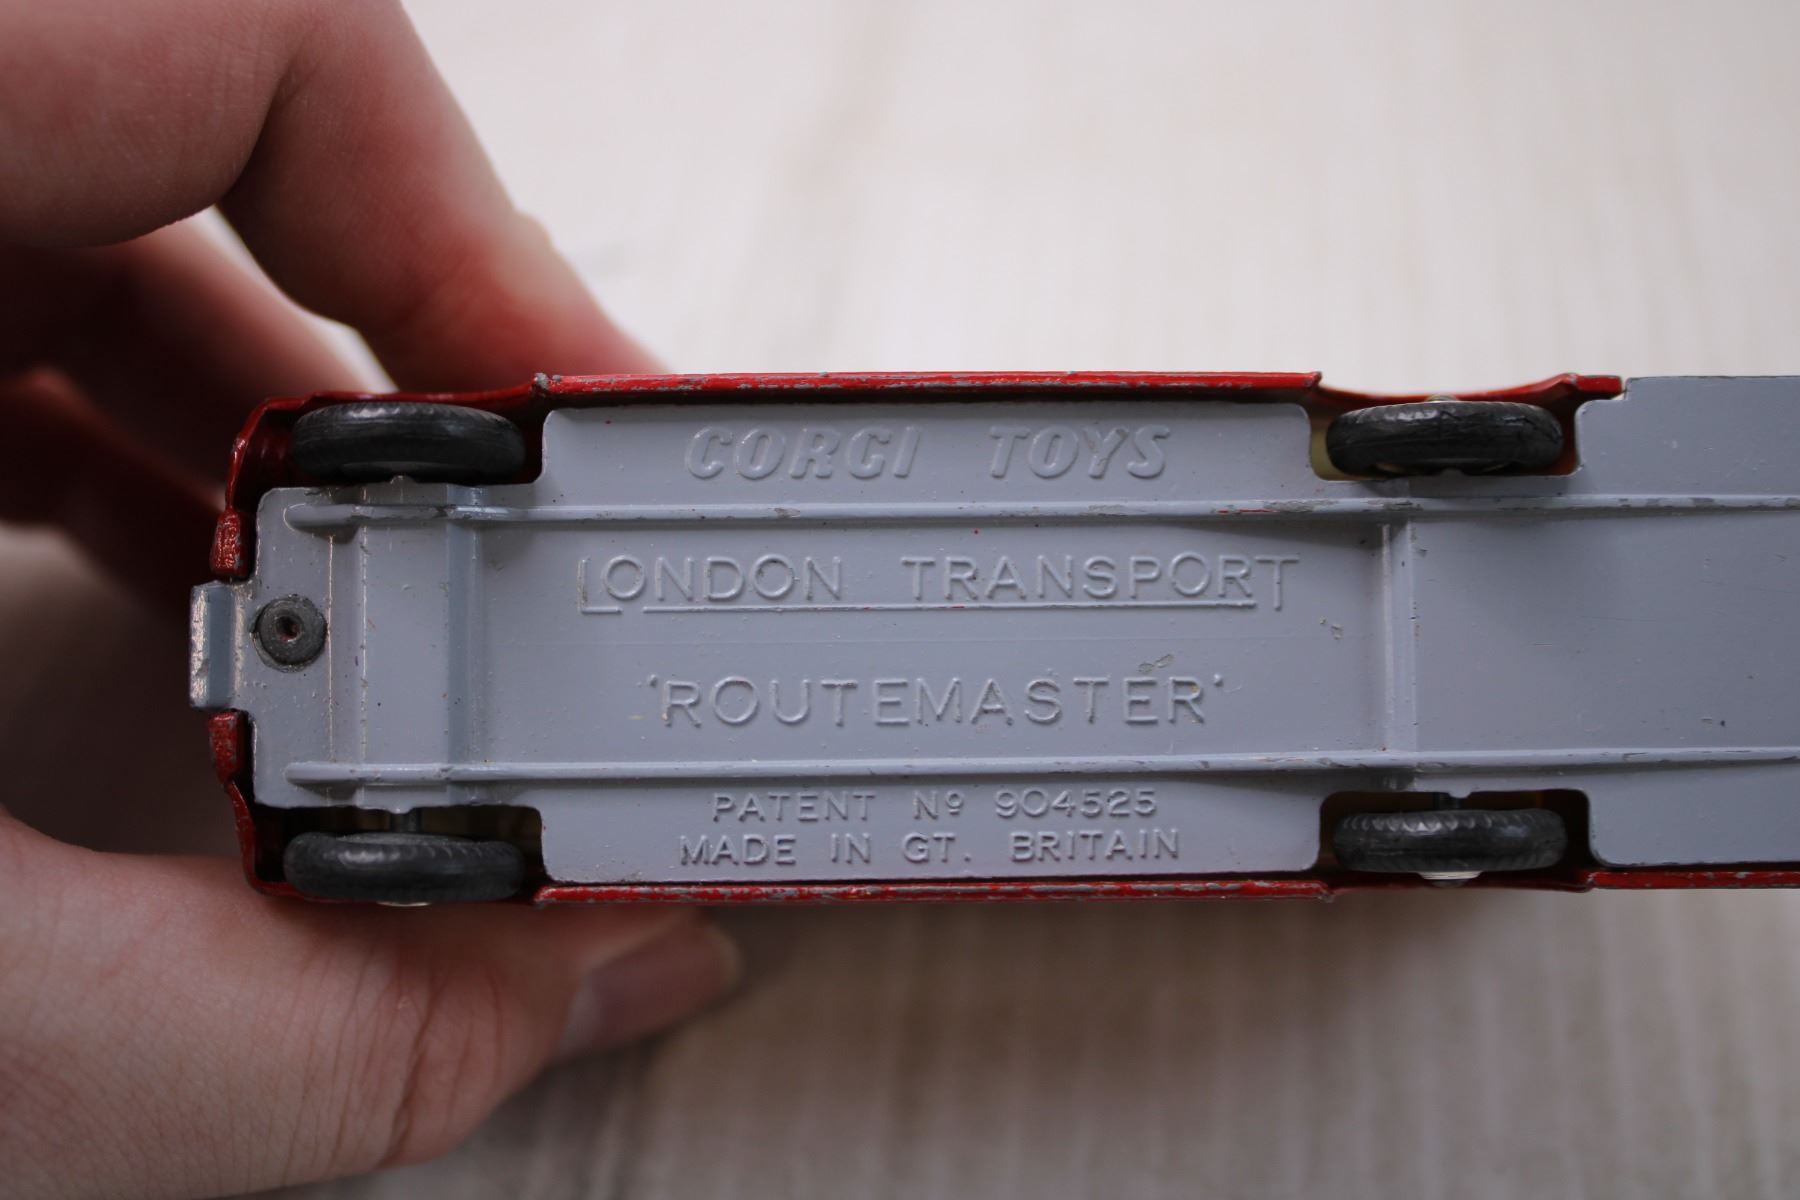 CORGI TOYS
LONDON TRANSPORT
'ROUTEMASTER'
PATENT Nº 904525
MADE IN GT. BRITAIN